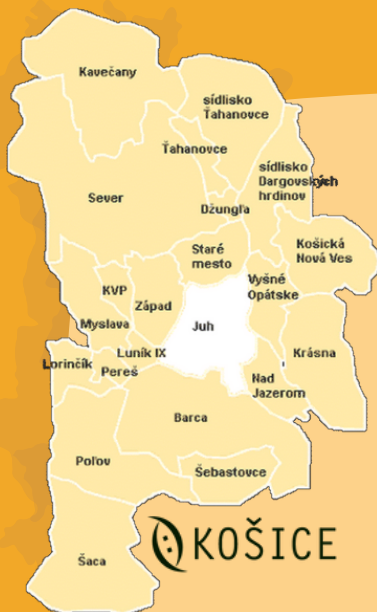 Kavečany
sídlisko
Ťahanovce
Ťahanovce
sídlisko
Dargovských
hrdinov
Sever
Džungľa
Staré
mesto
Košická
Nová Ves
KVP
Západ
Vyšné
Opátske
Myslava
Juh
Luník IX
Krásna
Lorinčík
Pereš
Nad
Jazerom
Barca
Poľov
Šebastovce
KOŠICE
Šaca